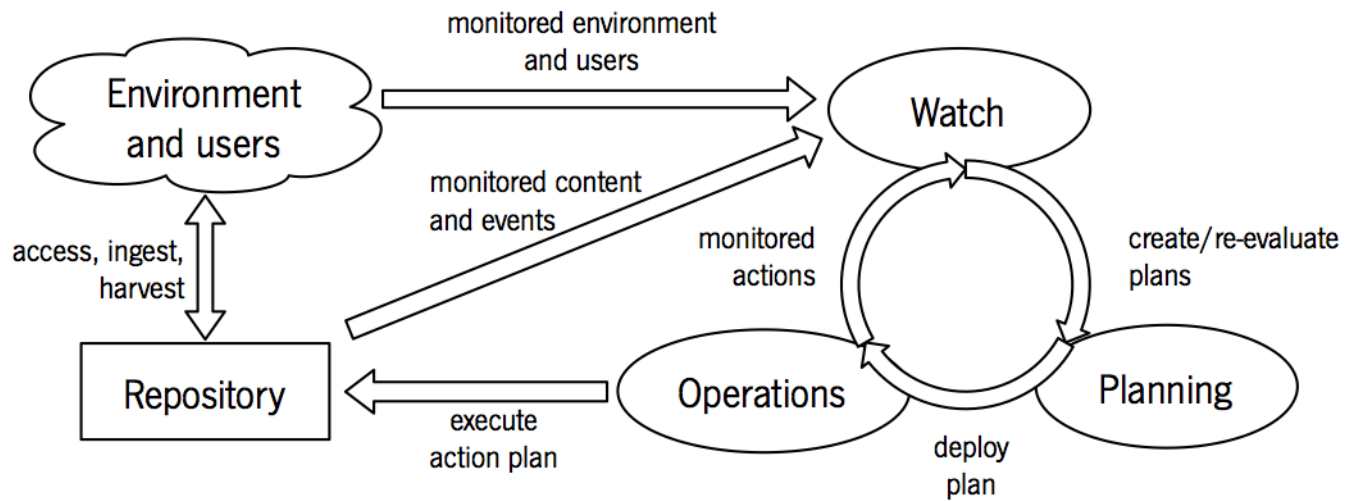 monitored environment
and users
Environment
and users
Watch
monitored content
and events
monitored
actions
create/re-evaluate
plans
access, ingest,
harvest
Repository
execute
action plan
Operations
Planning
deploy
plan